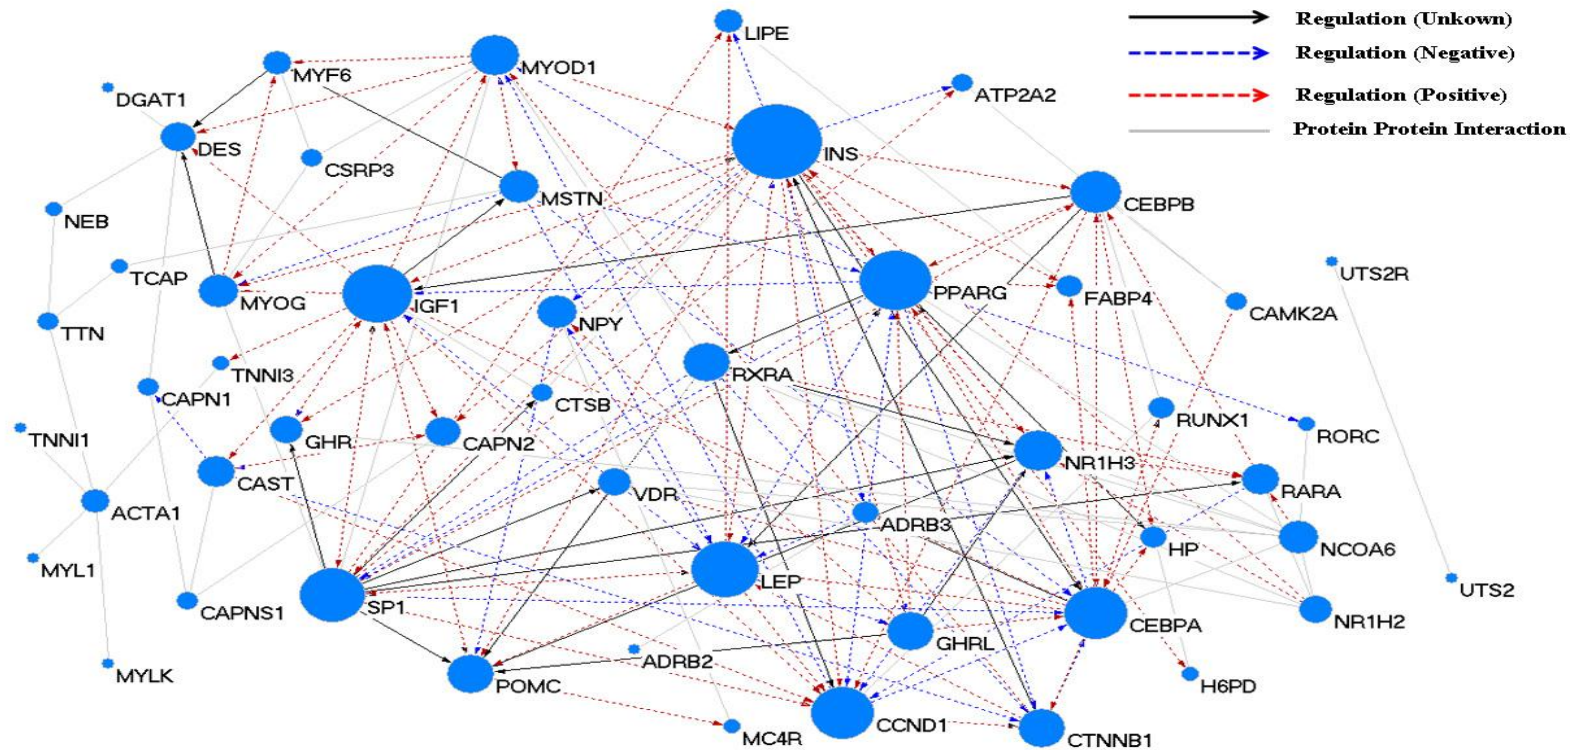 LIPE
Regulation (Unkown)
MYOD1
Regulation (Negative)
MYF6
DGAT1
ATP2A2
Regulation (Positive)
Protein Protein Interaction
DES
CSRP3
INS
MSTN
CEBPB
NEB
TCAP
UTS2R
MYOG
IGF1
PPARG
FABP4
CAMK2A
TTN
NPY
TNNI3
RXRA
CAPN1
CTSB
RUNX1
TNNI1
GHR
CAPN2
RORC
CAST
NR1H3
VDR
RARA
ACTA1
ADRB3
HP
NCOA6
MYL1
LEP
UTS2
CAPNS1
SP1
CEBPA
NR1H2
GHRL
ADRB2
MYLK
POMC
H6PD
MC4R
CCND1
CTNNB1